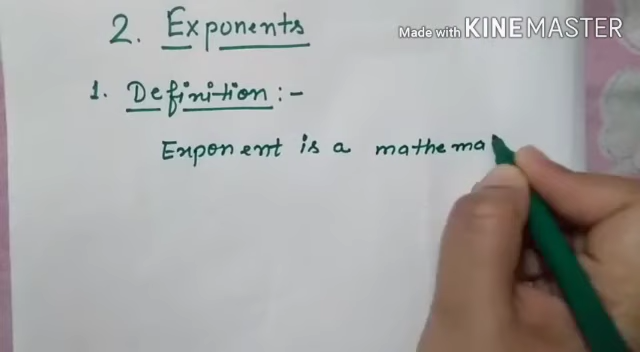 2. Exponents
Made with KINEMASTER
1. Definition :-
Exponent is a mathema